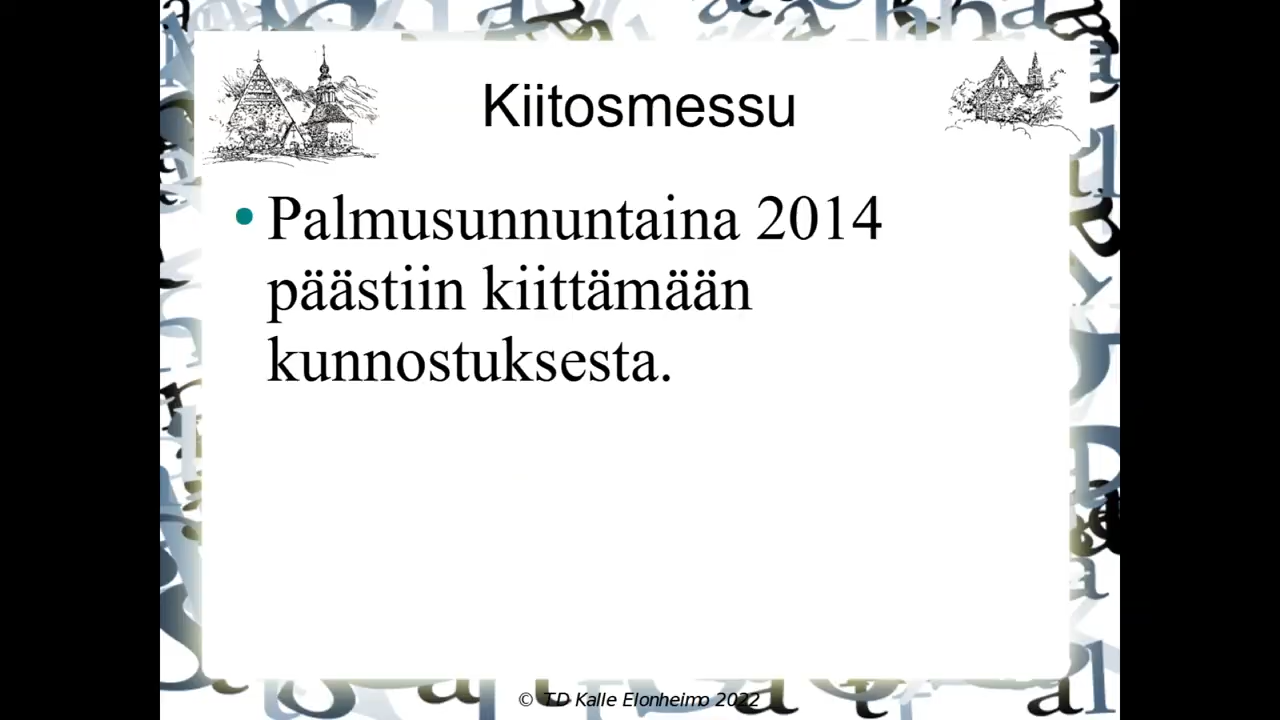 Kiitosmessu
• Palmusunnuntaina 2014
päästiin kiittämään
kunnostuksesta.
© TD Kalle Elonheimo 2022